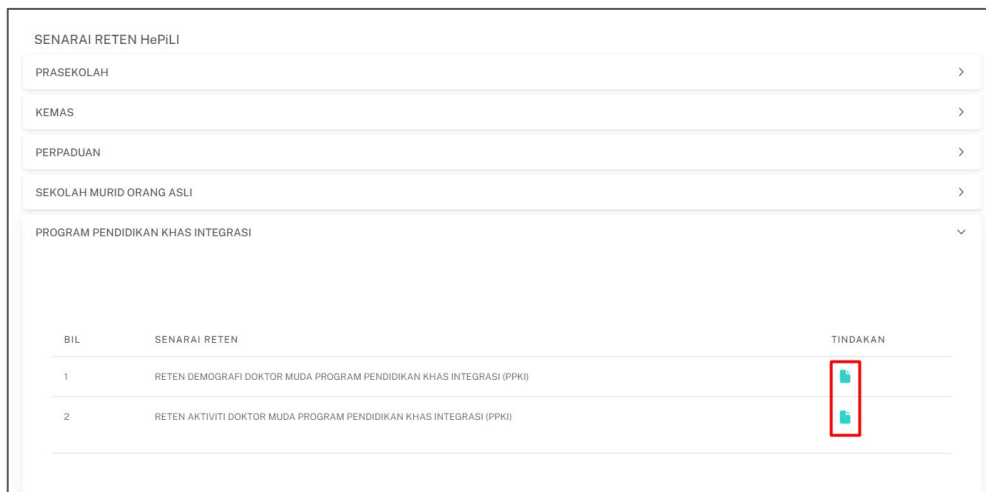 SENARAI RETEN HePiLI
PRASEKOLAH
KEMAS
PERPADUAN
SEKOLAH MURID ORANG ASLI
PROGRAM PENDIDIKAN KHAS INTEGRASI
BIL SENARAI RETEN TINDAKAN
1 RETEN DEMOGRAFI DOKTOR MUDA PROGRAM PENDIDIKAN KHAS INTEGRASI (PPKI)
2 RETEN AKTIVITI DOKTOR MUDA PROGRAM PENDIDIKAN KHAS INTEGRASI (PPKI)